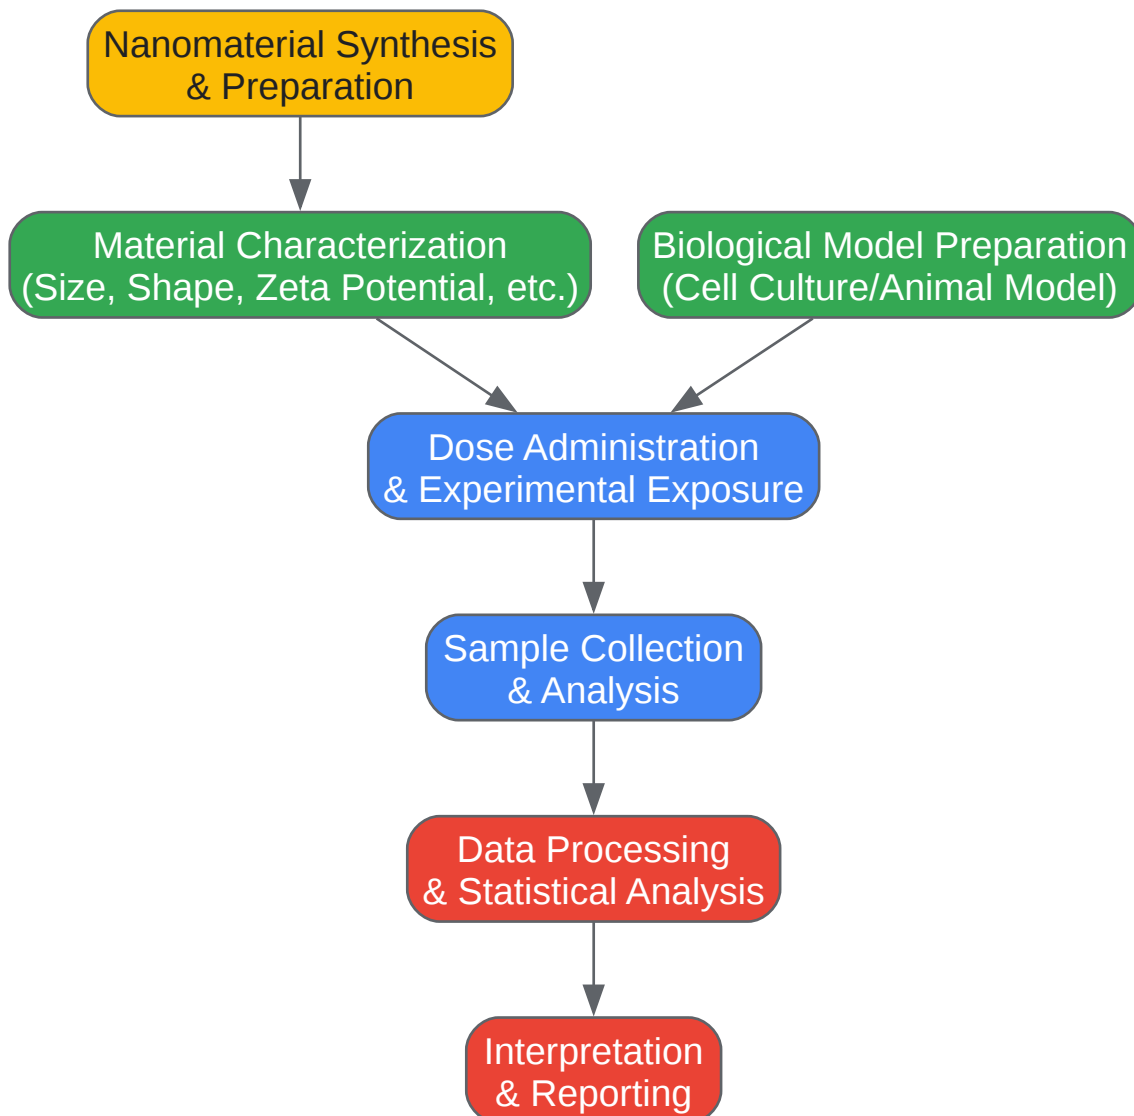 Nanomaterial Synthesis
& Preparation
Material Characterization
(Size, Shape, Zeta Potential, etc.)
Biological Model Preparation
(Cell Culture/Animal Model)
Dose Administration
& Experimental Exposure
Sample Collection
& Analysis
Data Processing
& Statistical Analysis
Interpretation
& Reporting